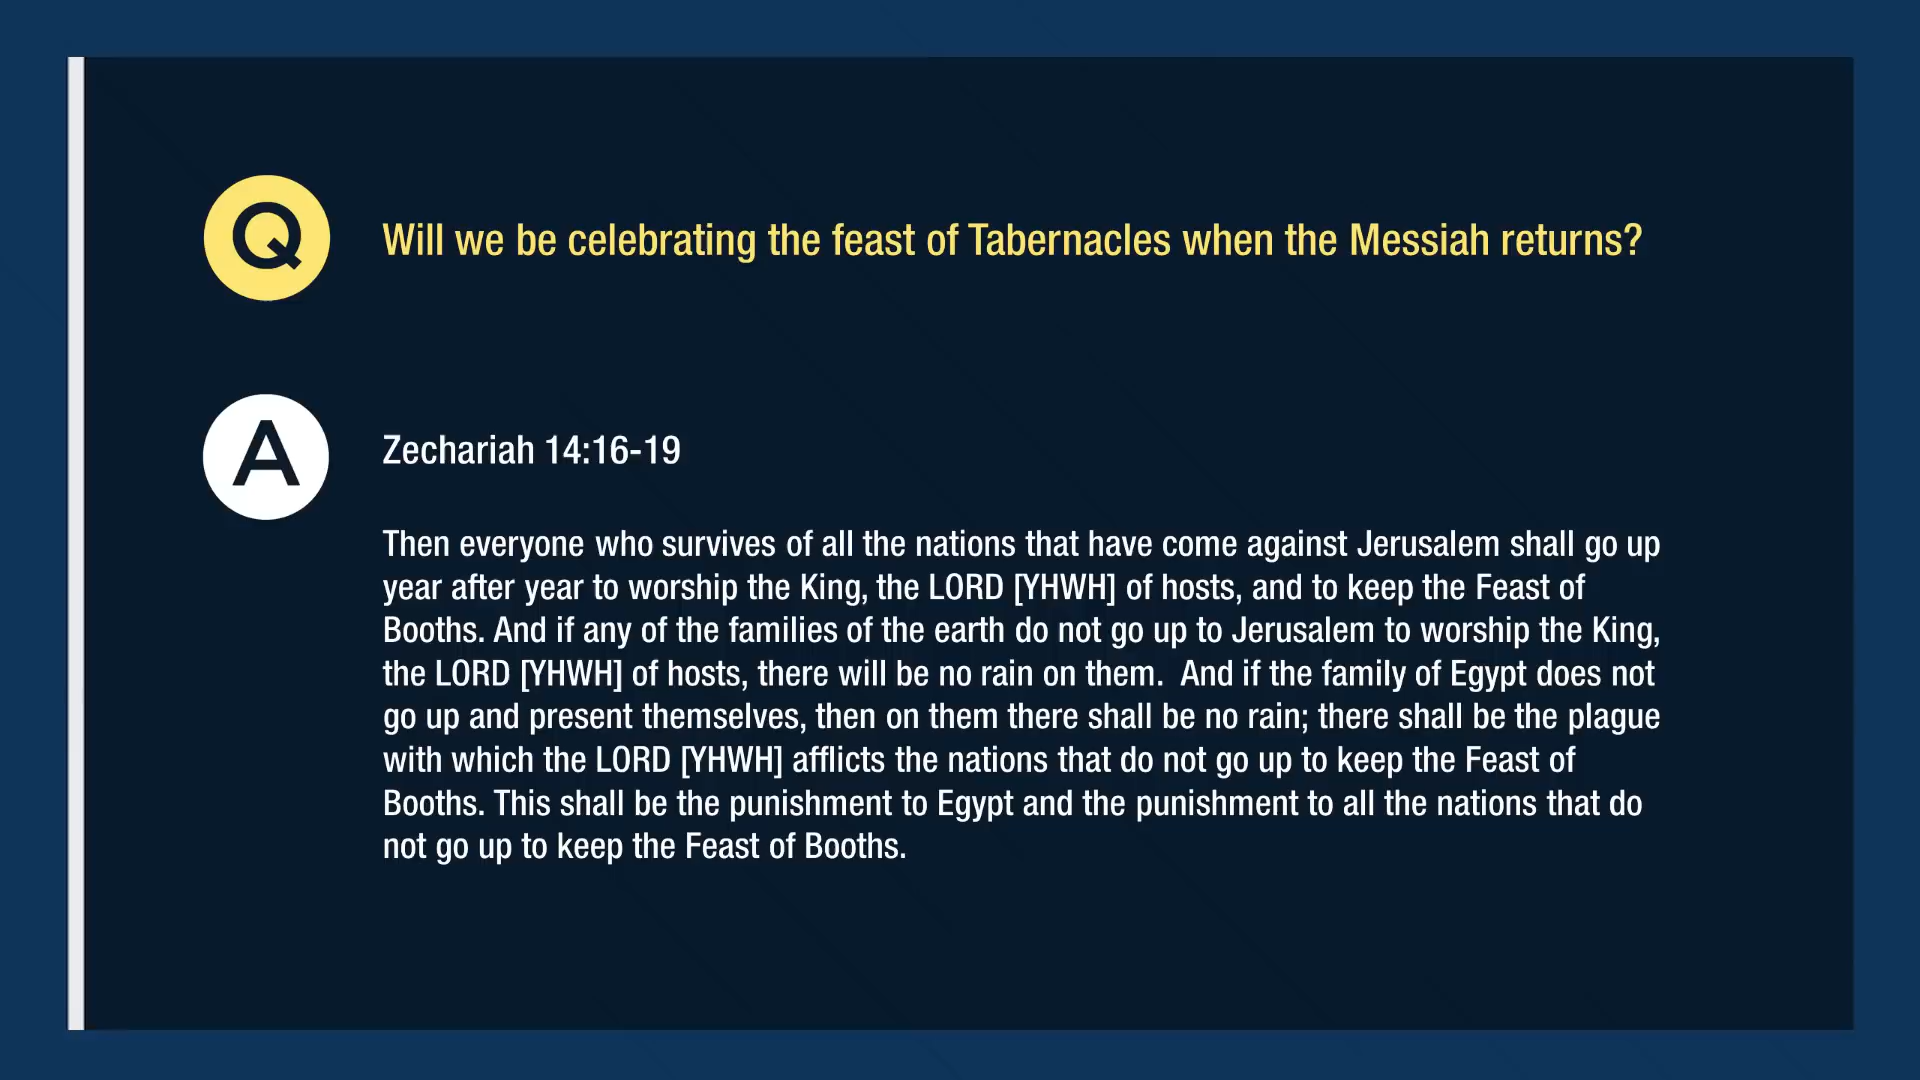 Q
Will we be celebrating the feast of Tabernacles when the Messiah returns?
A
Zechariah 14:16-19
Then everyone who survives of all the nations that have come against Jerusalem shall go up
year after year to worship the King, the LORD [YHWH] of hosts, and to keep the Feast of
Booths. And if any of the families of the earth do not go up to Jerusalem to worship the King,
the LORD [YHWH] of hosts, there will be no rain on them.  And if the family of Egypt does not
go up and present themselves, then on them there shall be no rain; there shall be the plague
with which the LORD [YHWH] afflicts the nations that do not go up to keep the Feast of
Booths. This shall be the punishment to Egypt and the punishment to all the nations that do
not go up to keep the Feast of Booths.